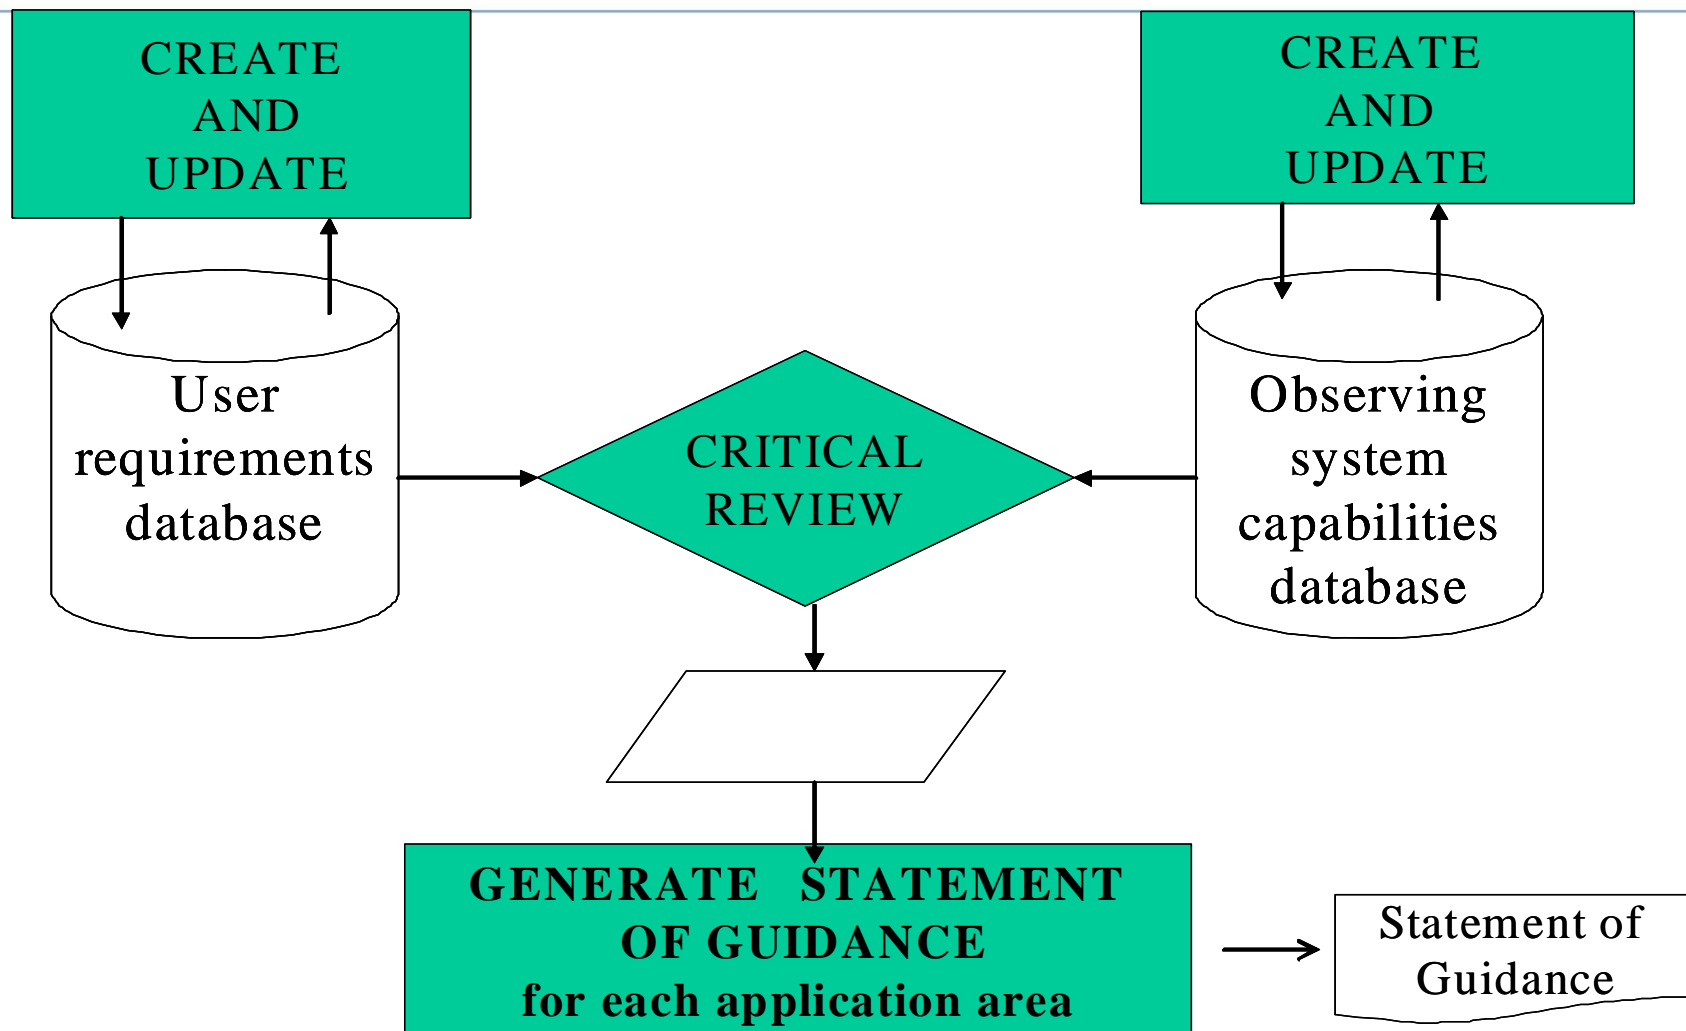 CREATE
AND
UPDATE
CREATE
AND
UPDATE
User
requirements
database
CRITICAL
REVIEW
Observing
system
capabilities
database
GENERATE STATEMENT
OF GUIDANCE
for each application area
Statement of
Guidance